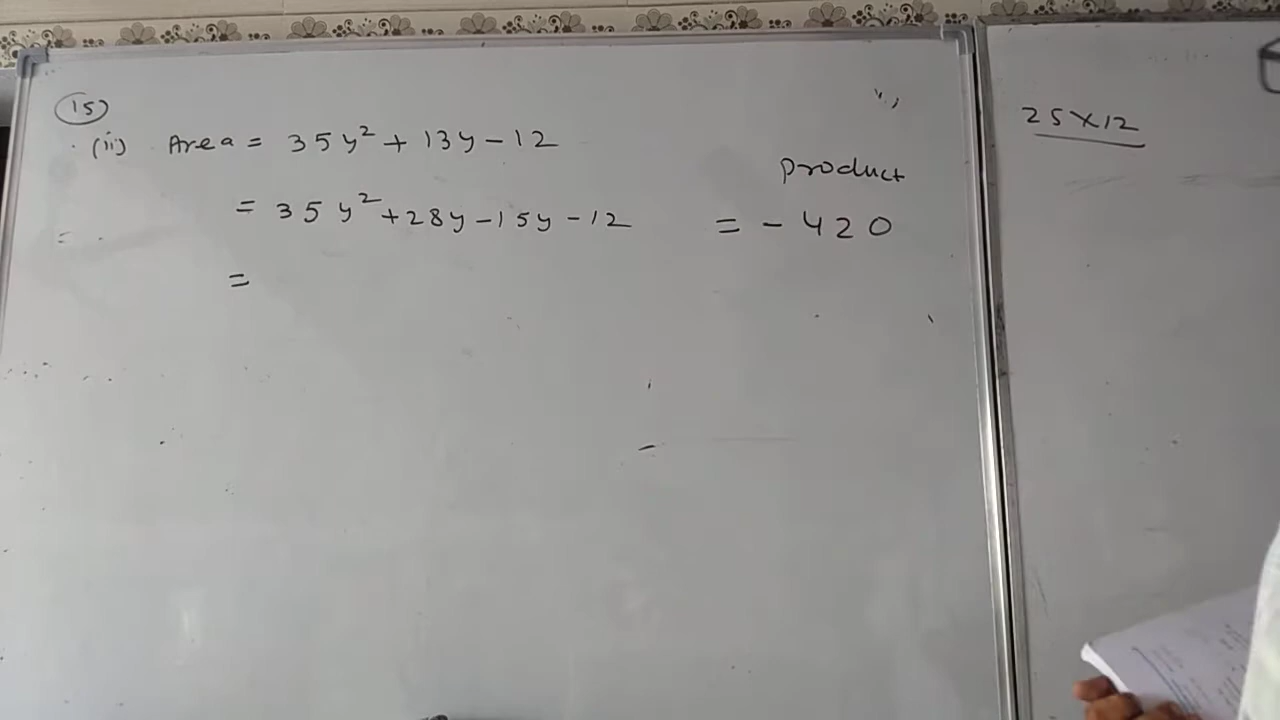 15
(ii) Area = 35y² + 13y - 12
= 35y² + 28y - 15y - 12
=
product
= - 420
25 × 12